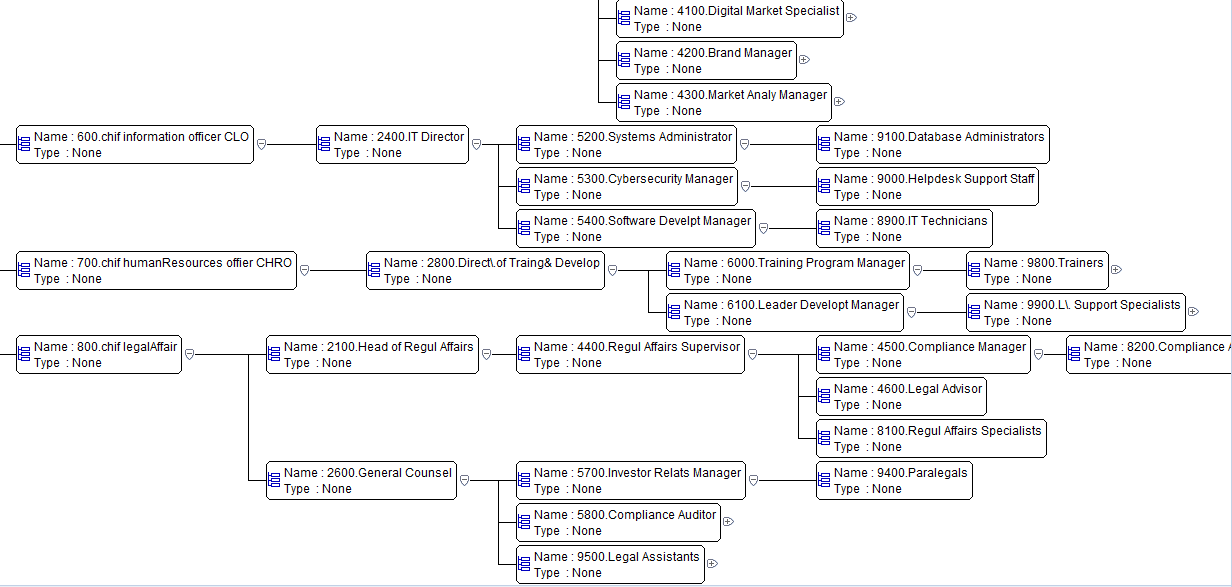 Name : 4100.Digital Market Specialist
Type : None
Name : 4200.Brand Manager
Type : None
Name : 4300.Market Analy Manager
Type : None
Name : 600.chif information officer CLO
Type : None
Name : 2400.IT Director
Type : None
Name : 5200.Systems Administrator
Type : None
Name : 9100.Database Administrators
Type : None
Name : 5300.Cybersecurity Manager
Type : None
Name : 9000.Helpdesk Support Staff
Type : None
Name : 5400.Software Develpt Manager
Type : None
Name : 8900.IT Technicians
Type : None
Name : 700.chif humanResources offier CHRO
Type : None
Name : 2800.Direct\.of Traing& Develop
Type : None
Name : 6000.Training Program Manager
Type : None
Name : 9800.Trainers
Type : None
Name : 6100.Leader Developt Manager
Type : None
Name : 9900.L\. Support Specialists
Type : None
Name : 800.chif legalAffair
Type : None
Name : 2100.Head of Regul Affairs
Type : None
Name : 4400.Regul Affairs Supervisor
Type : None
Name : 4500.Compliance Manager
Type : None
Name : 8200.Compliance
Type : None
Name : 4600.Legal Advisor
Type : None
Name : 8100.Regul Affairs Specialists
Type : None
Name : 2600.General Counsel
Type : None
Name : 5700.Investor Relats Manager
Type : None
Name : 9400.Paralegals
Type : None
Name : 5800.Compliance Auditor
Type : None
Name : 9500.Legal Assistants
Type : None